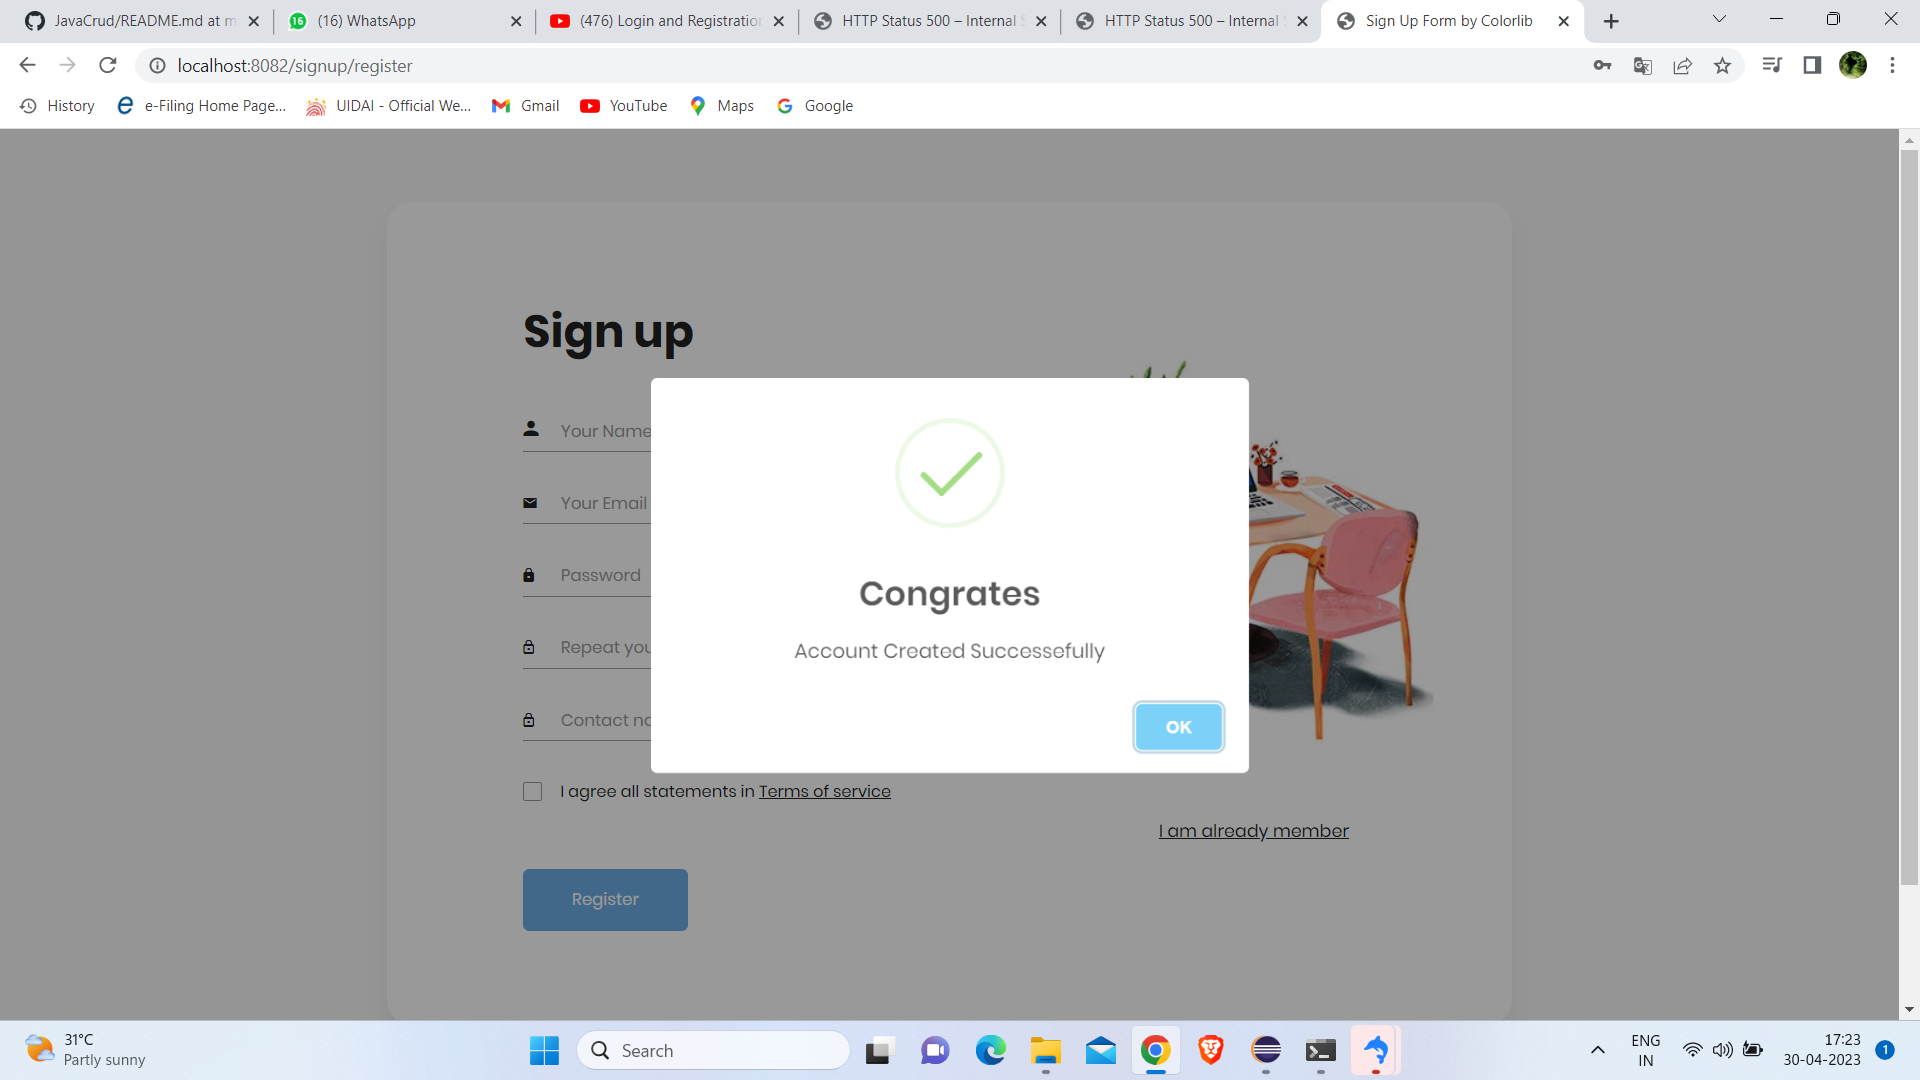 JavaCrud/README.md at m
(16) WhatsApp
(476) Login and Registration
HTTP Status 500 – Internal S
HTTP Status 500 – Internal
Sign Up Form by Colorlib
localhost:8082/signup/register
History
e-Filing Home Page...
UIDAI - Official We...
Gmail
YouTube
Maps
Google
Sign up
Your Name
Your Email
Password
Repeat you
Contact no
Congrates
Account Created Successefully
OK
I agree all statements in Terms of service
I am already member
Register
31°C
Partly sunny
Search
ENG
IN
17:23
30-04-2023
1